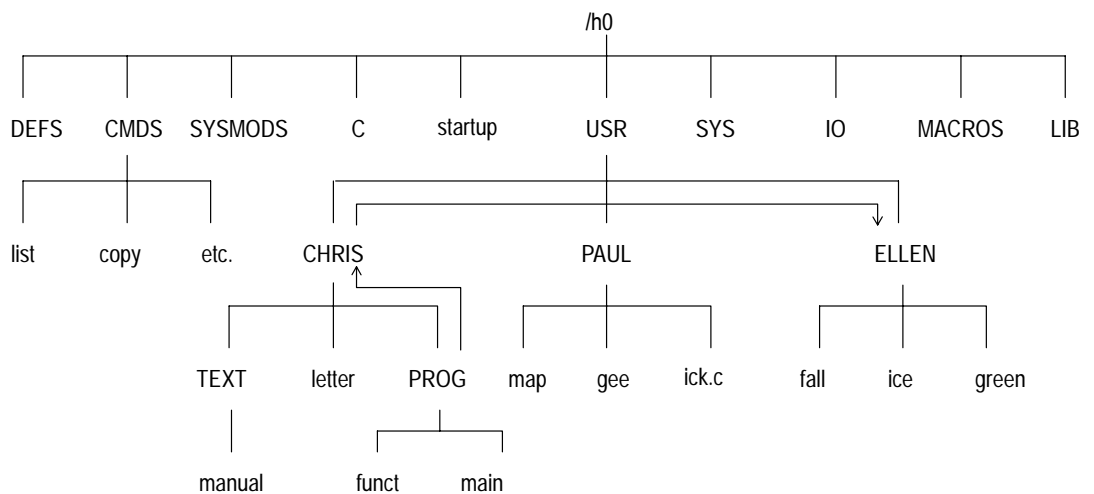 /h0
DEFS CMDS SYSMODS C startup USR SYS IO MACROS LIB
list copy etc. CHRIS PAUL ELLEN
TEXT letter PROG map gee ick.c fall ice green
manual funct main